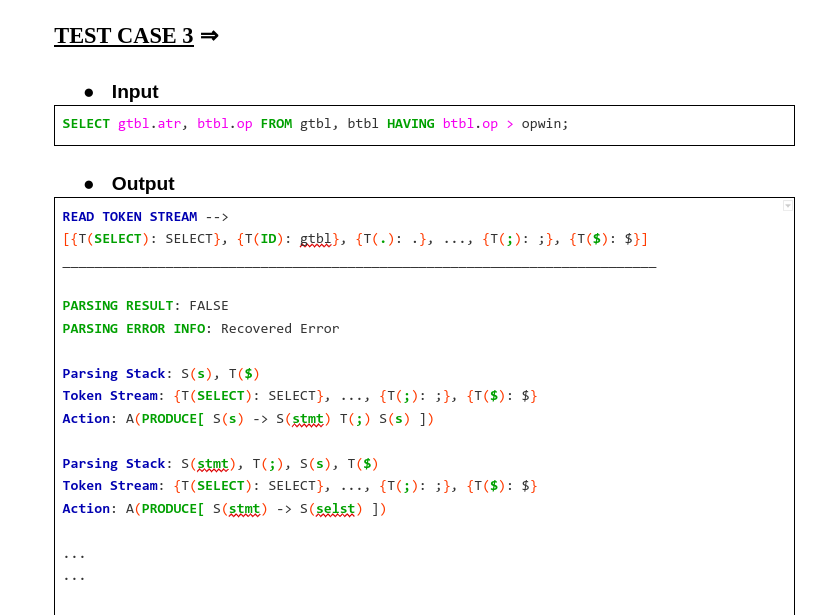 TEST CASE 3 ⇒
● Input
SELECT gtbl.atr, btbl.op FROM gtbl, btbl HAVING btbl.op > opwin;
● Output
READ TOKEN STREAM -->
[{T(SELECT): SELECT}, {T(ID): gtbl}, {T(.): .}, ..., {T(;): ;}, {T($): $}]
___________________________________________________________________________
PARSING RESULT: FALSE
PARSING ERROR INFO: Recovered Error
Parsing Stack: S(s), T($)
Token Stream: {T(SELECT): SELECT}, ..., {T(;): ;}, {T($): $}
Action: A(PRODUCE[ S(s) -> S(stmt) T(;) S(s) ])
Parsing Stack: S(stmt), T(;), S(s), T($)
Token Stream: {T(SELECT): SELECT}, ..., {T(;): ;}, {T($): $}
Action: A(PRODUCE[ S(stmt) -> S(selst) ])
...
...